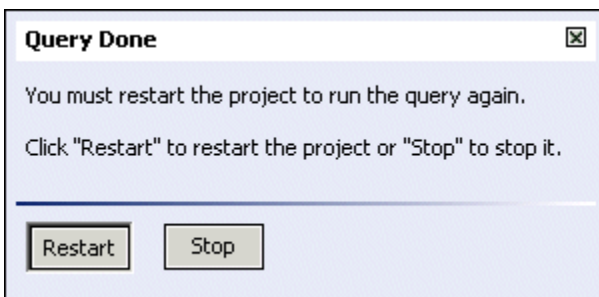 Query Done
You must restart the project to run the query again.
Click "Restart" to restart the project or "Stop" to stop it.
Restart
Stop